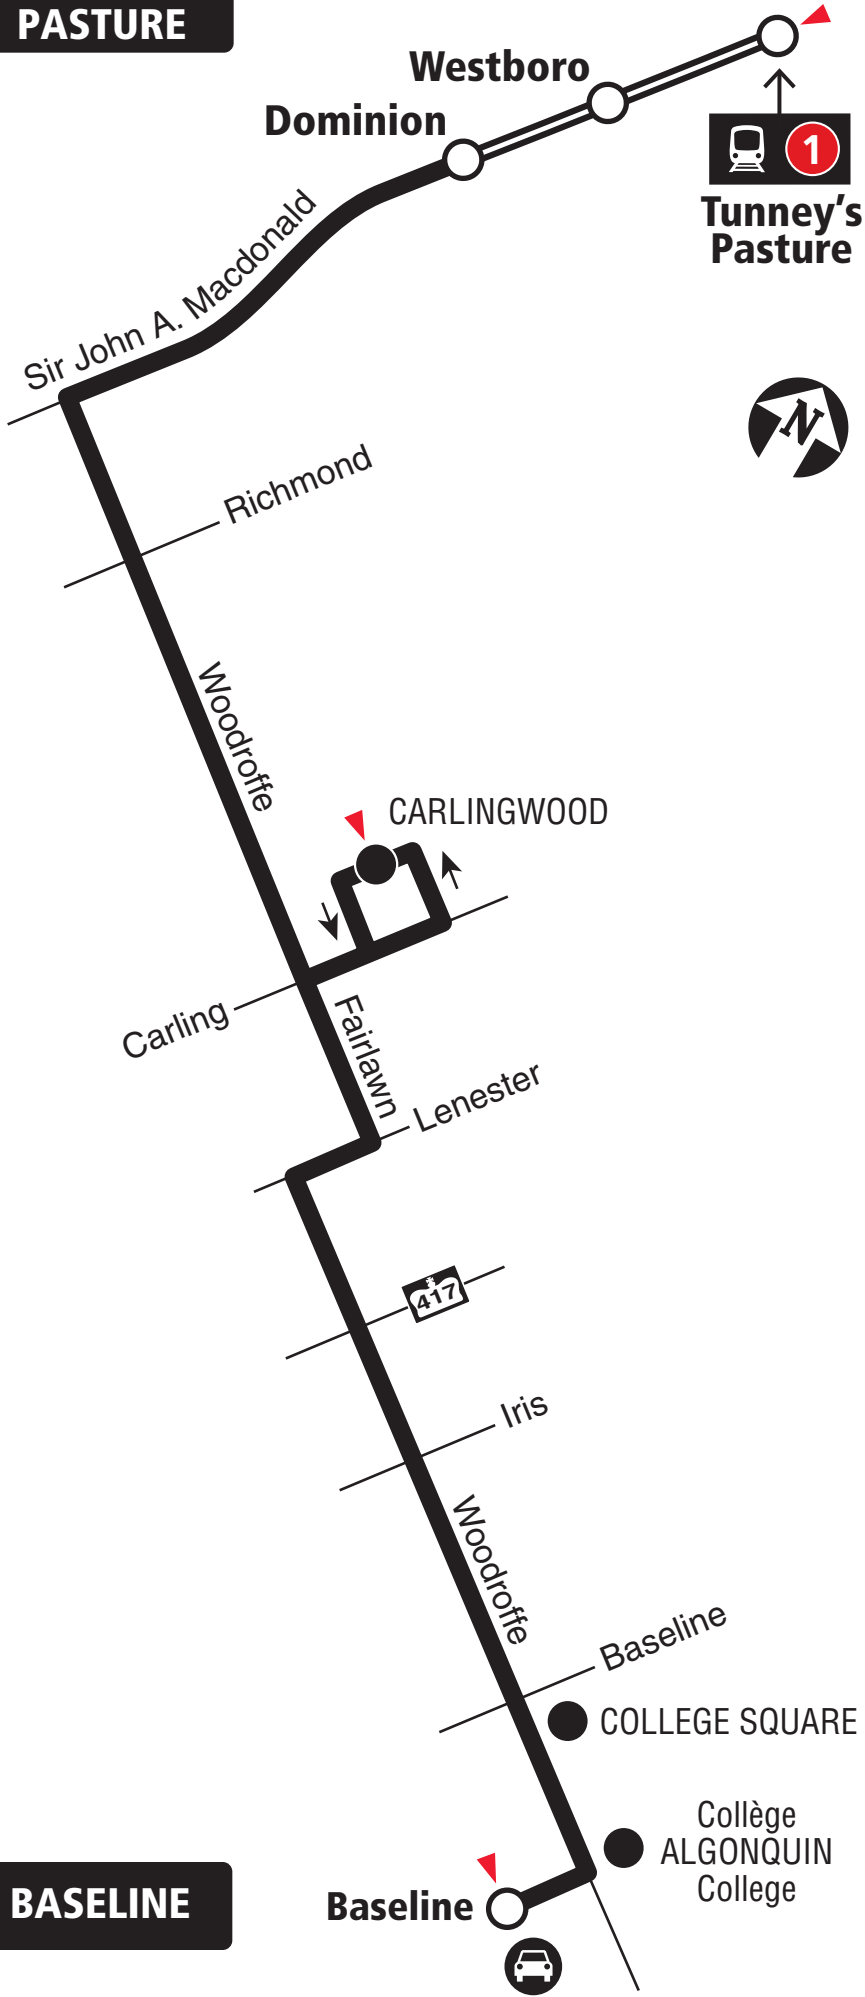 PASTURE
Westboro
Dominion
1
Tunney's
Pasture
Sir John A. Macdonald
N
Richmond
Woodroffe
CARLINGWOOD
Carling
Fairlawn
Lenester
417
Iris
Woodroffe
Baseline
COLLEGE SQUARE
Collège
ALGONQUIN
College
BASELINE
Baseline